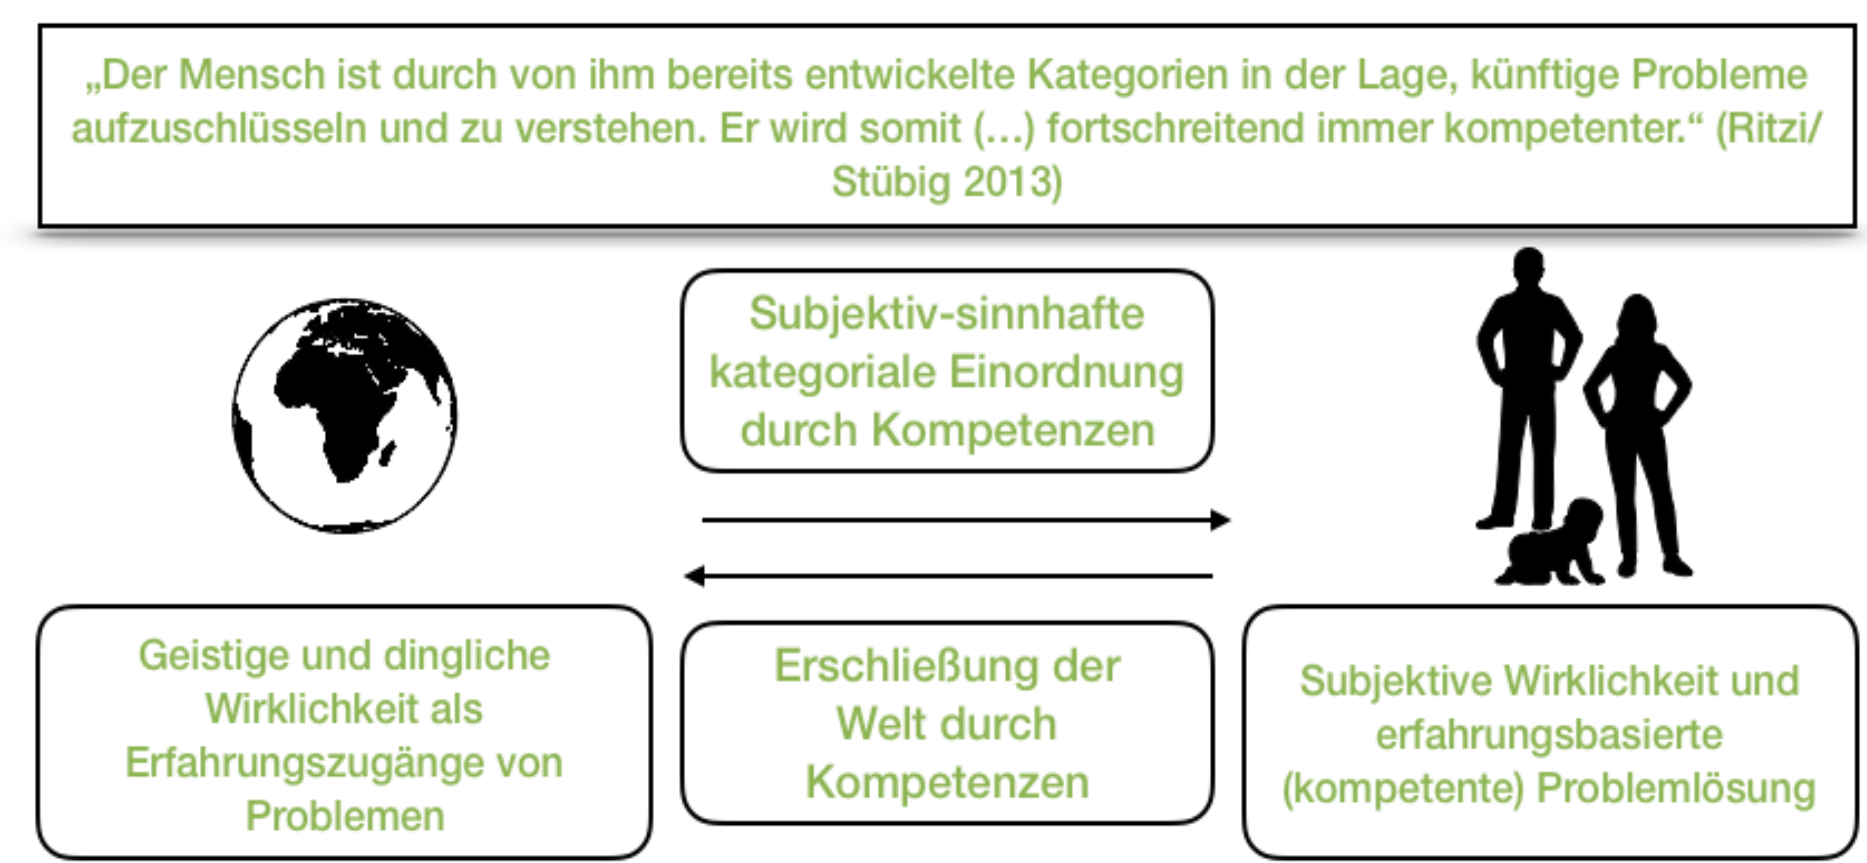 „Der Mensch ist durch von ihm bereits entwickelte Kategorien in der Lage, künftige Probleme
aufzuschlüsseln und zu verstehen. Er wird somit (...) fortschreitend immer kompetenter.“ (Ritzi/
Stübig 2013)
Subjektiv-sinnhafte
kategoriale Einordnung
durch Kompetenzen
Geistige und dingliche
Wirklichkeit als
Erfahrungszugänge von
Problemen
Erschließung der
Welt durch
Kompetenzen
Subjektive Wirklichkeit und
erfahrungsbasierte
(kompetente) Problemlösung